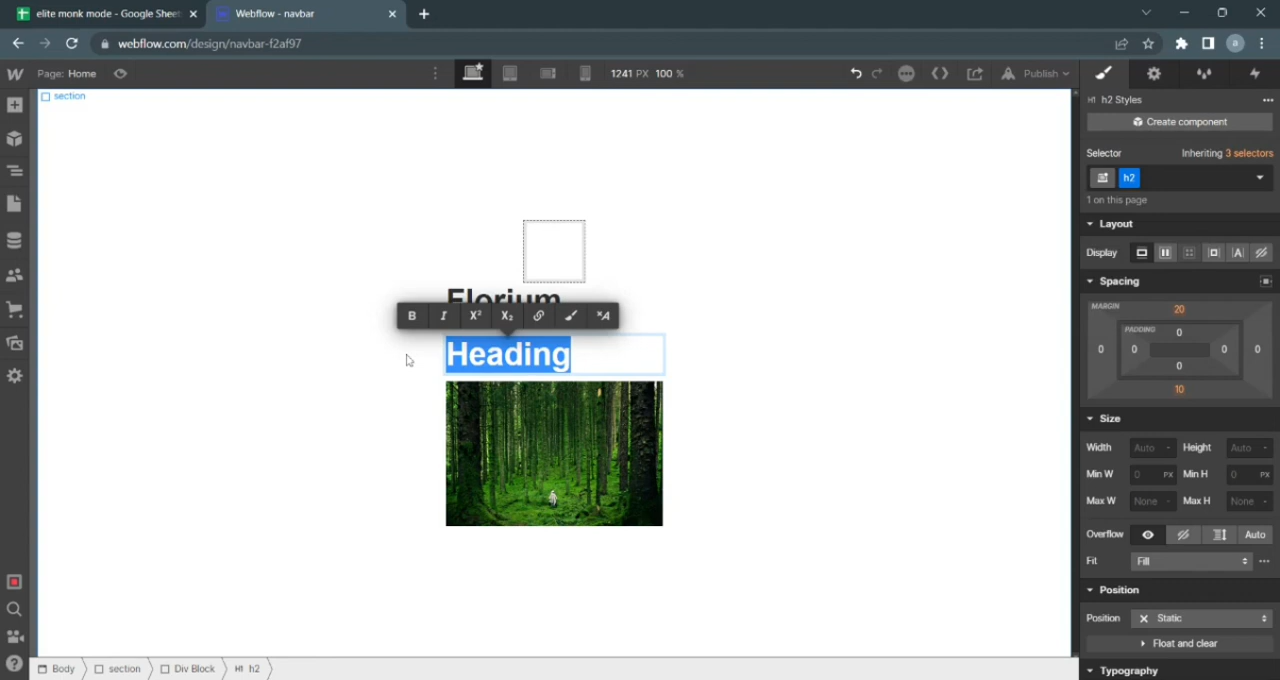 elite monk mode - Google Sheet
Webflow - navbar
webflow.com/design/navbar-f2af97
Page: Home
1241 PX 100 %
Publish
section
Florium
B I X² X₂
Heading
Body section Div Block H1 h2
H1 h2 Styles
Create component
Selector Inheriting 3 selectors
h2
1 on this page
Layout
Display
Spacing
MARGIN 20
PADDING 0
0 0 0 0
0
10
Size
Width Auto - Height Auto -
Min W 0 PX Min H 0 PX
Max W None - Max H None -
Overflow Auto
Fit Fill
Position
Position Static
Float and clear
Typography